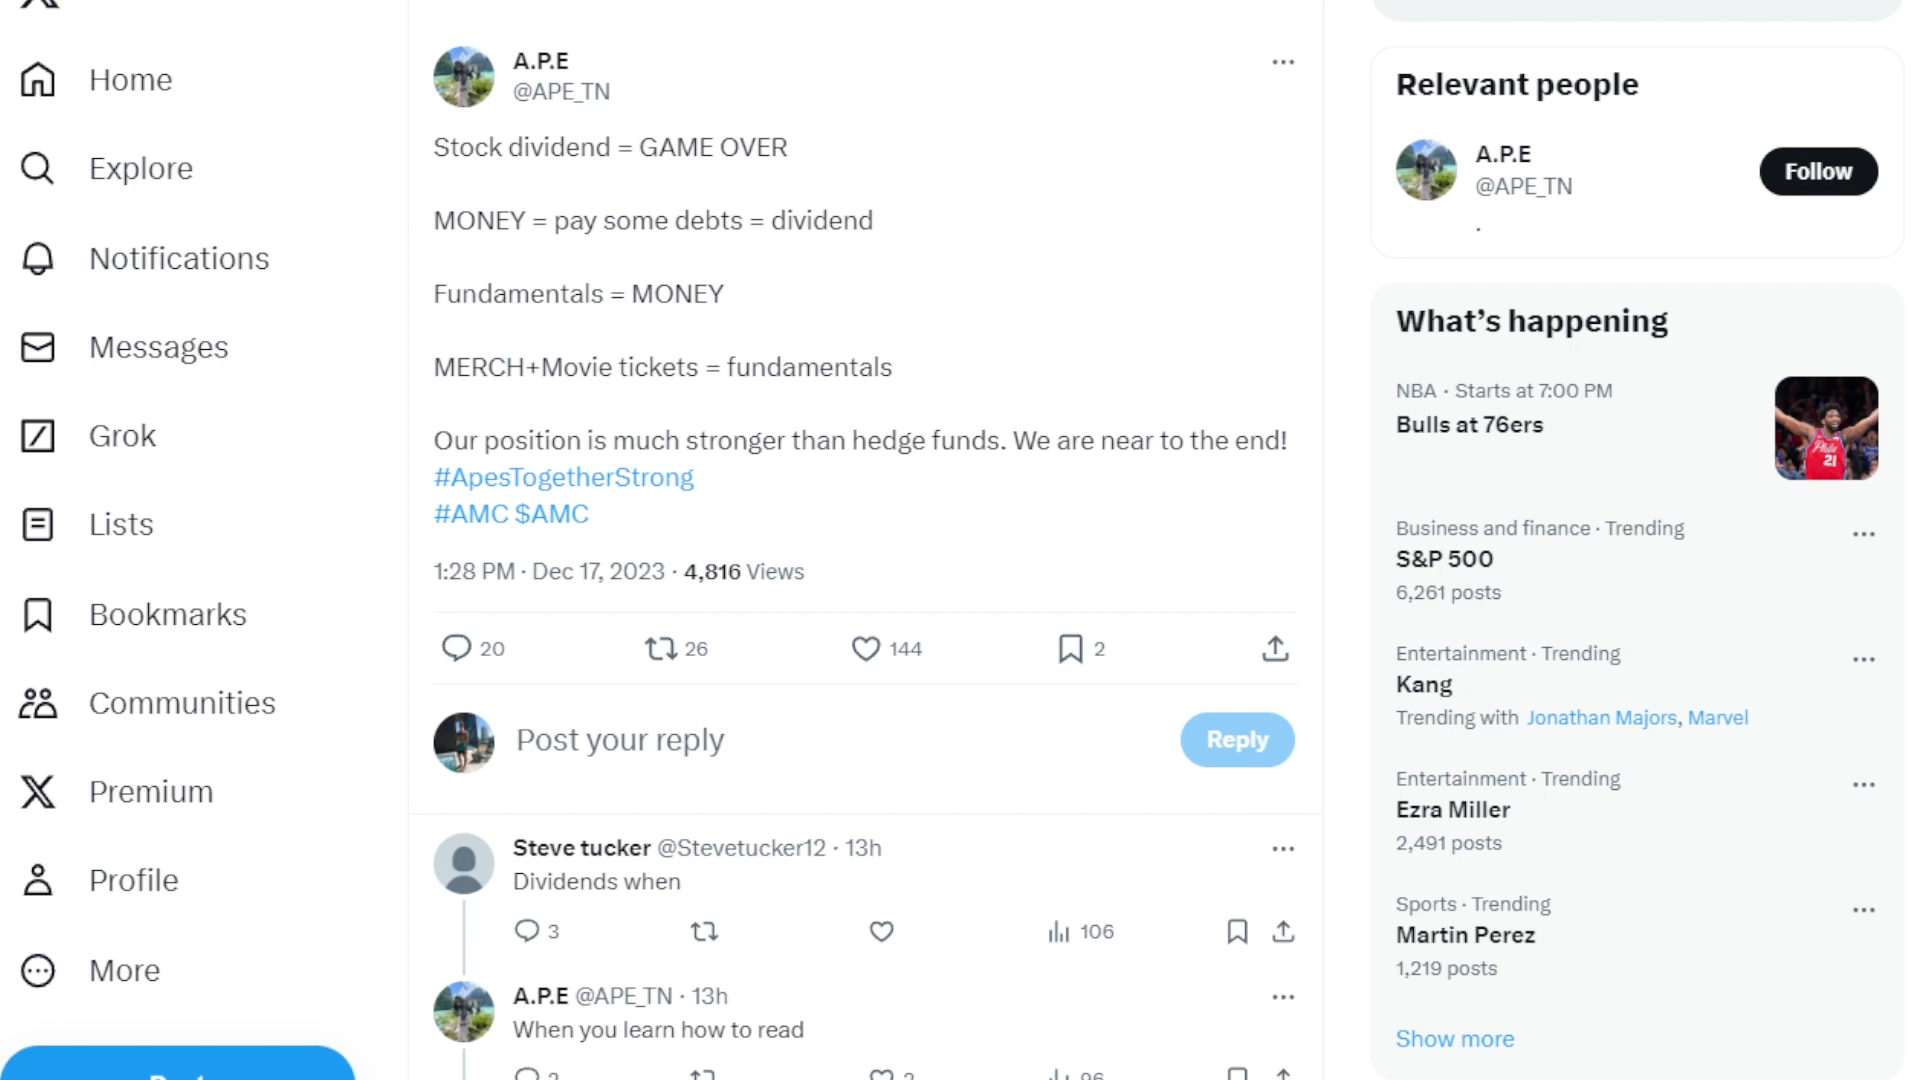 Home
Explore
Notifications
Messages
Grok
Lists
Bookmarks
Communities
Premium
Profile
More
A.P.E
@APE_TN
Stock dividend = GAME OVER
MONEY = pay some debts = dividend
Fundamentals = MONEY
MERCH+Movie tickets = fundamentals
Our position is much stronger than hedge funds. We are near to the end!
#ApesTogetherStrong
#AMC $AMC
1:28 PM · Dec 17, 2023 · 4,816 Views
20 26 144 2
Post your reply Reply
Steve tucker @Stevetucker12 · 13h
Dividends when
3 106
A.P.E @APE_TN · 13h
When you learn how to read
Relevant people
A.P.E
@APE_TN
Follow
.
What’s happening
NBA · Starts at 7:00 PM
Bulls at 76ers
Business and finance · Trending
S&P 500
6,261 posts
Entertainment · Trending
Kang
Trending with Jonathan Majors, Marvel
Entertainment · Trending
Ezra Miller
2,491 posts
Sports · Trending
Martin Perez
1,219 posts
Show more